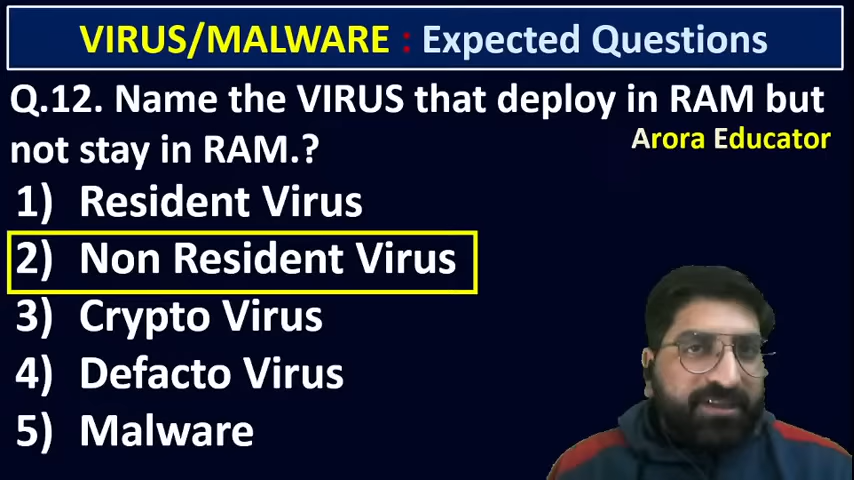 VIRUS/MALWARE : Expected Questions
Q.12. Name the VIRUS that deploy in RAM but
not stay in RAM.?
Arora Educator
1) Resident Virus
2) Non Resident Virus
3) Crypto Virus
4) Defacto Virus
5) Malware